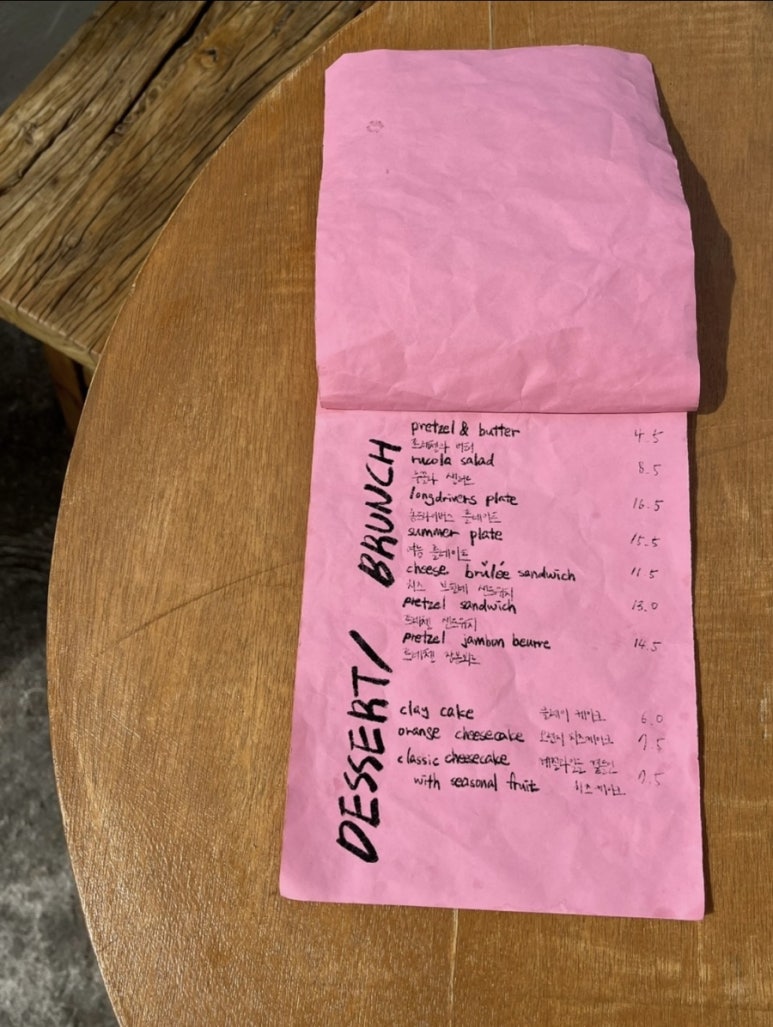 DESSERT/ BRUNCH
pretzel & butter 4.5
프레첼과 버터
rucola salad 8.5
루꼴라 샐러드
longdrivers plate 16.5
롱드라이버스 플레이트
summer plate 15.5
여름 플레이트
cheese brûlée sandwich 11.5
치즈 브륄레 샌드위치
pretzel sandwich 13.0
프레첼 샌드위치
pretzel jambon beurre 14.5
프레첼 잠봉뵈르
clay cake 클레이 케이크 6.0
orange cheesecake 오렌지 치즈케이크 7.5
classic cheesecake 계절과일을 곁들인
with seasonal fruit 치즈케이크 7.5